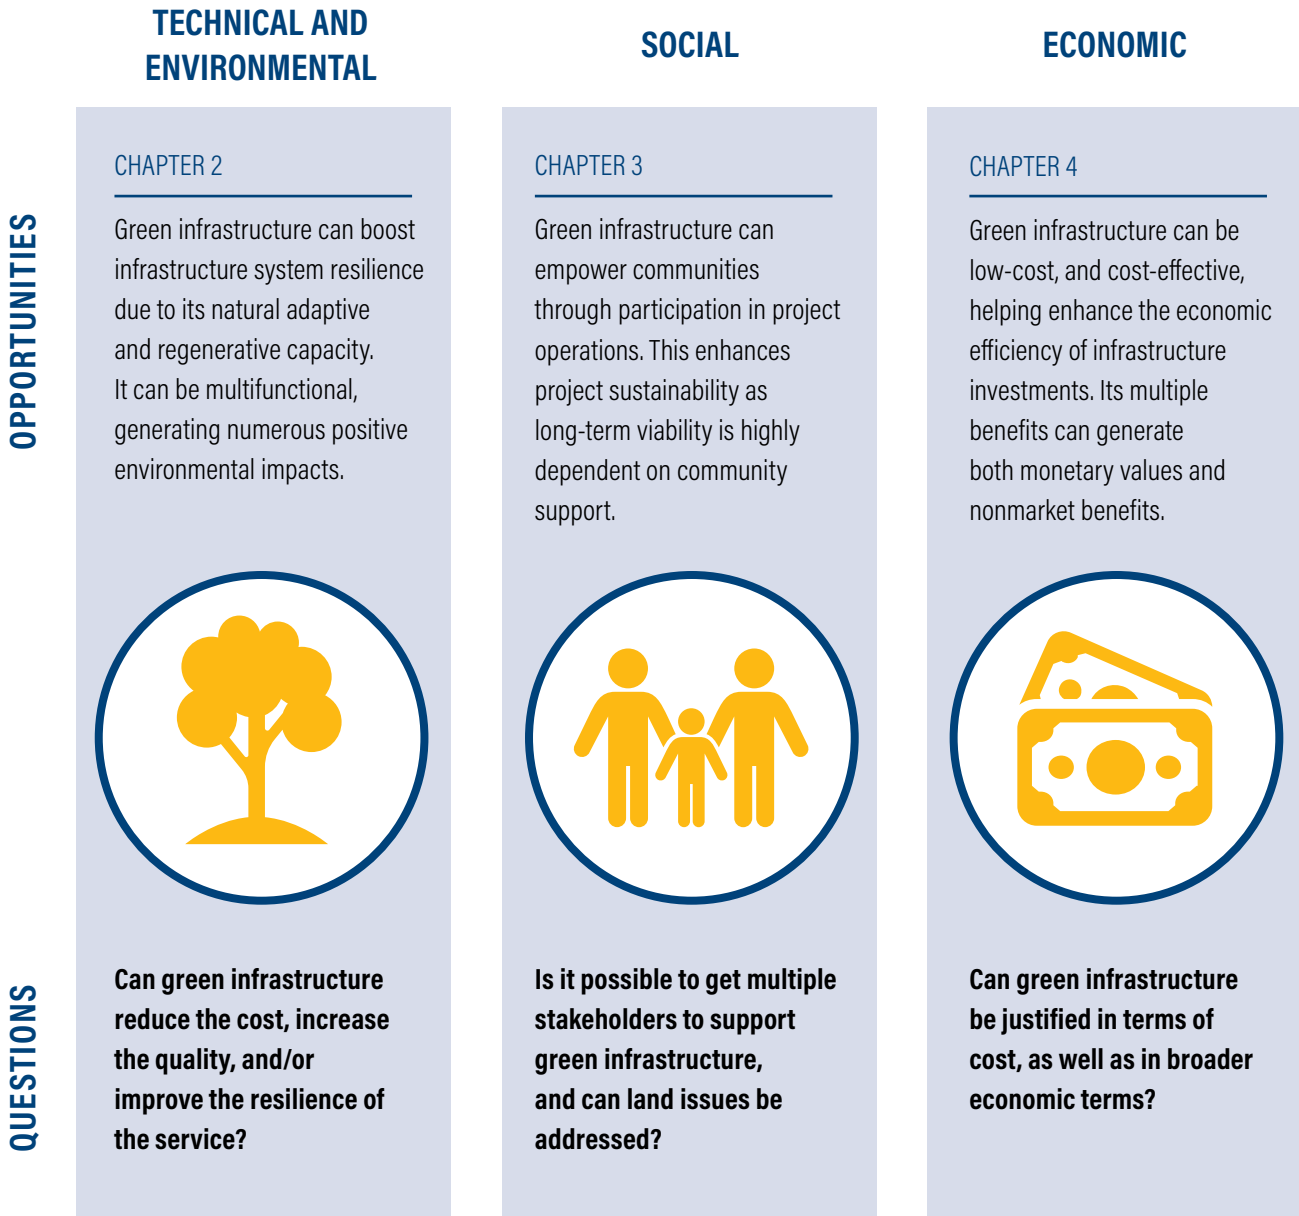 TECHNICAL AND
ENVIRONMENTAL
SOCIAL
ECONOMIC
OPPORTUNITIES
CHAPTER 2
Green infrastructure can boost
infrastructure system resilience
due to its natural adaptive
and regenerative capacity.
It can be multifunctional,
generating numerous positive
environmental impacts.
CHAPTER 3
Green infrastructure can
empower communities
through participation in project
operations. This enhances
project sustainability as
long-term viability is highly
dependent on community
support.
CHAPTER 4
Green infrastructure can be
low-cost, and cost-effective,
helping enhance the economic
efficiency of infrastructure
investments. Its multiple
benefits can generate
both monetary values and
nonmarket benefits.
QUESTIONS
Can green infrastructure
reduce the cost, increase
the quality, and/or
improve the resilience of
the service?
Is it possible to get multiple
stakeholders to support
green infrastructure,
and can land issues be
addressed?
Can green infrastructure
be justified in terms of
cost, as well as in broader
economic terms?